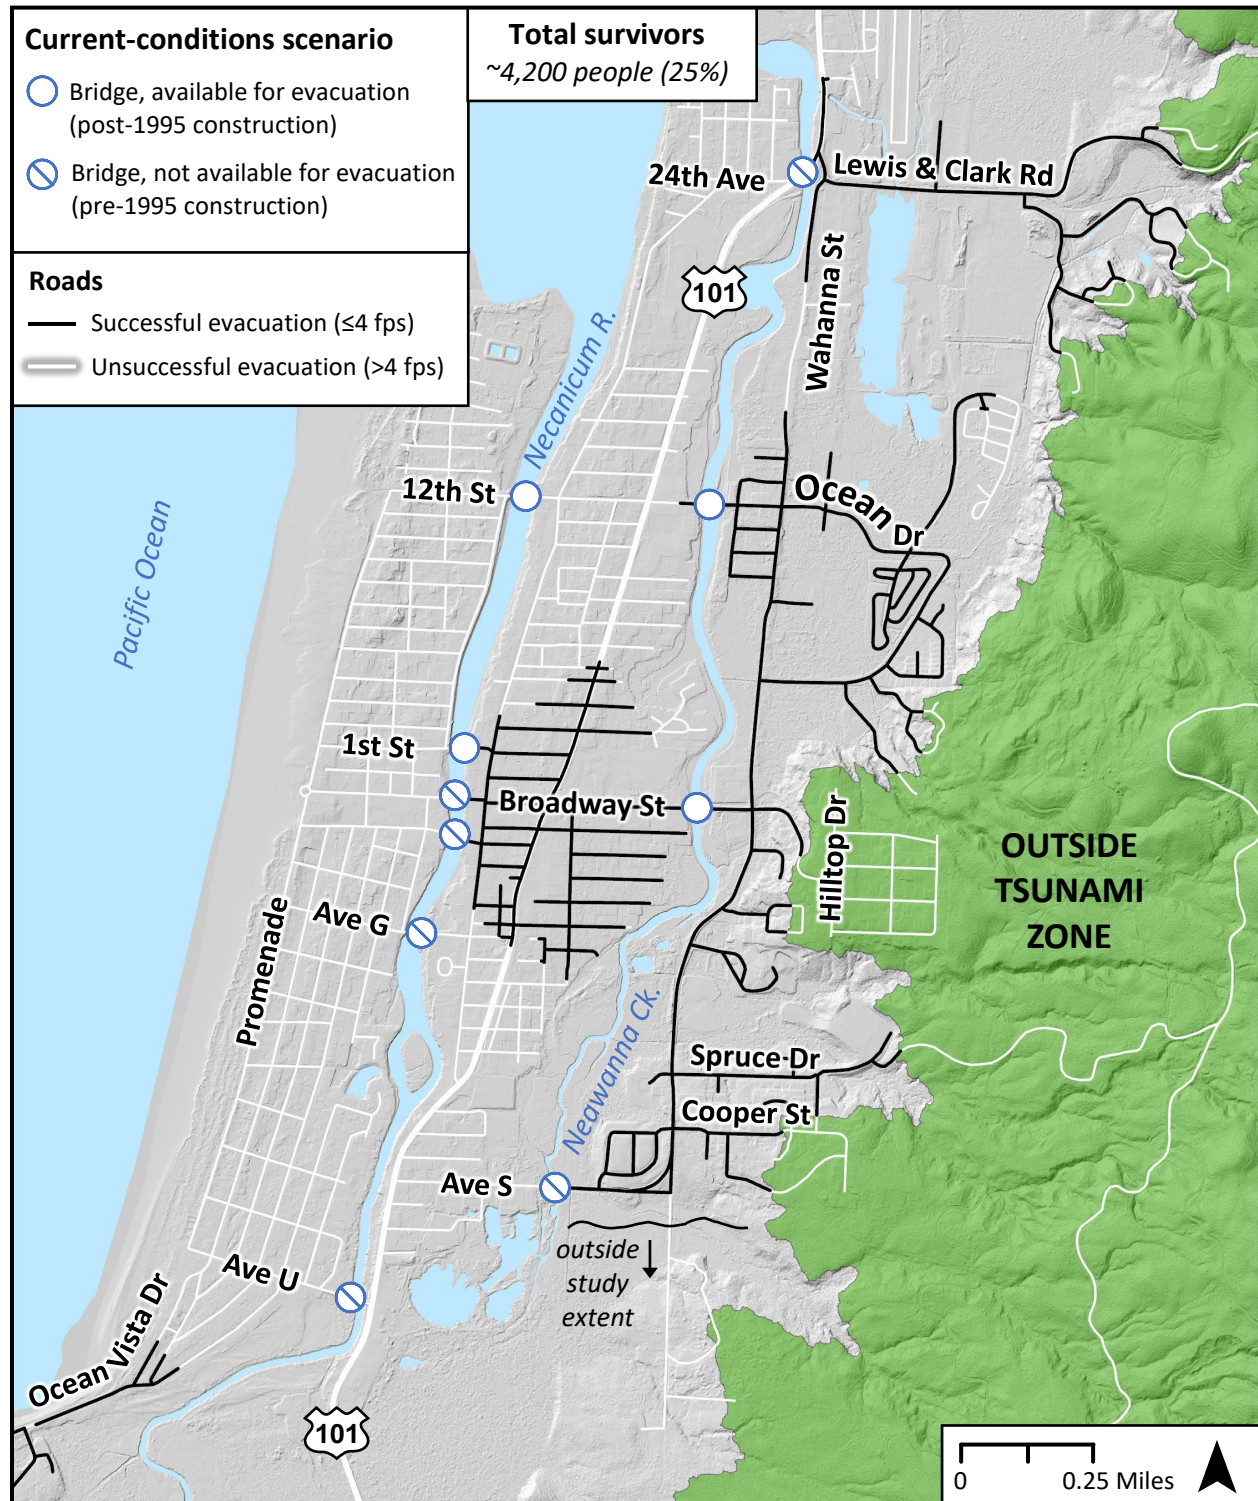 Current-conditions scenario
Bridge, available for evacuation
(post-1995 construction)
Bridge, not available for evacuation
(pre-1995 construction)
Roads
Successful evacuation (≤4 fps)
Unsuccessful evacuation (>4 fps)
Total survivors
~4,200 people (25%)
24th Ave
Lewis & Clark Rd
Wahanna St
101
Necanicum R.
12th St
Ocean Dr
Pacific Ocean
1st St
Broadway St
Hilltop Dr
OUTSIDE
TSUNAMI
ZONE
Promenade
Ave G
Neawanna Ck.
Spruce Dr
Cooper St
Ave S
outside
study
extent
Ave U
Ocean Vista Dr
101
0 0.25 Miles